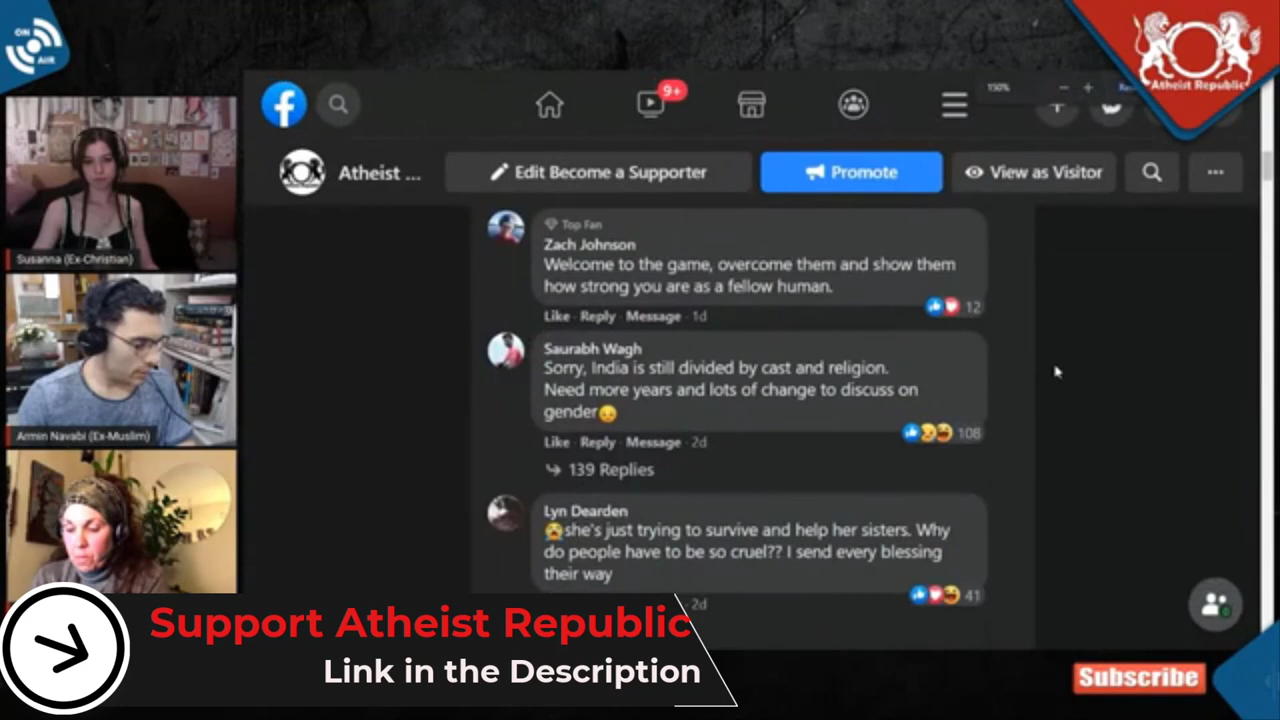 ON
AIR
Atheist Republic
9+
150%
Atheist ...
Edit Become a Supporter
Promote
View as Visitor
...
Top Fan
Zach Johnson
Welcome to the game, overcome them and show them
how strong you are as a fellow human.
12
Like · Reply · Message · 1d
Saurabh Wagh
Sorry, India is still divided by cast and religion.
Need more years and lots of change to discuss on
gender😔
108
Like · Reply · Message · 2d
139 Replies
Lyn Dearden
😭she's just trying to survive and help her sisters. Why
do people have to be so cruel?? I send every blessing
their way
41
2d
Susanna (Ex-Christian)
Armin Navabi (Ex-Muslim)
Support Atheist Republic
Link in the Description
Subscribe